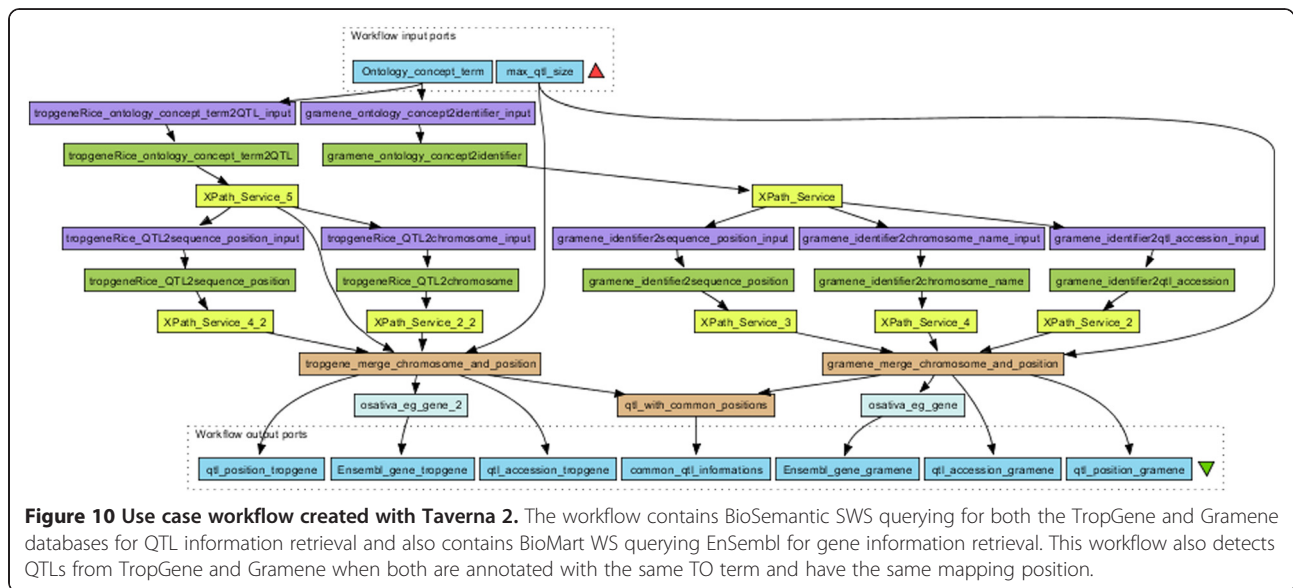 Workflow input ports
Ontology_concept_term max_qtl_size
tropgeneRice_ontology_concept_term2QTL_input gramene_ontology_concept2identifier_input
tropgeneRice_ontology_concept_term2QTL gramene_ontology_concept2identifier
XPath_Service_5 XPath_Service
tropgeneRice_QTL2sequence_position_input tropgeneRice_QTL2chromosome_input gramene_identifier2sequence_position_input gramene_identifier2chromosome_name_input gramene_identifier2qtl_accession_input
tropgeneRice_QTL2sequence_position tropgeneRice_QTL2chromosome gramene_identifier2sequence_position gramene_identifier2chromosome_name gramene_identifier2qtl_accession
XPath_Service_4_2 XPath_Service_2_2 XPath_Service_3 XPath_Service_4 XPath_Service_2
tropgene_merge_chromosome_and_position gramene_merge_chromosome_and_position
osativa_eg_gene_2 qtl_with_common_positions osativa_eg_gene
Workflow output ports
qtl_position_tropgene Ensembl_gene_tropgene qtl_accession_tropgene common_qtl_informations Ensembl_gene_gramene qtl_accession_gramene qtl_position_gramene
Figure 10 Use case workflow created with Taverna 2. The workflow contains BioSemantic SWS querying for both the TropGene and Gramene
databases for QTL information retrieval and also contains BioMart WS querying EnSembl for gene information retrieval. This workflow also detects
QTLs from TropGene and Gramene when both are annotated with the same TO term and have the same mapping position.